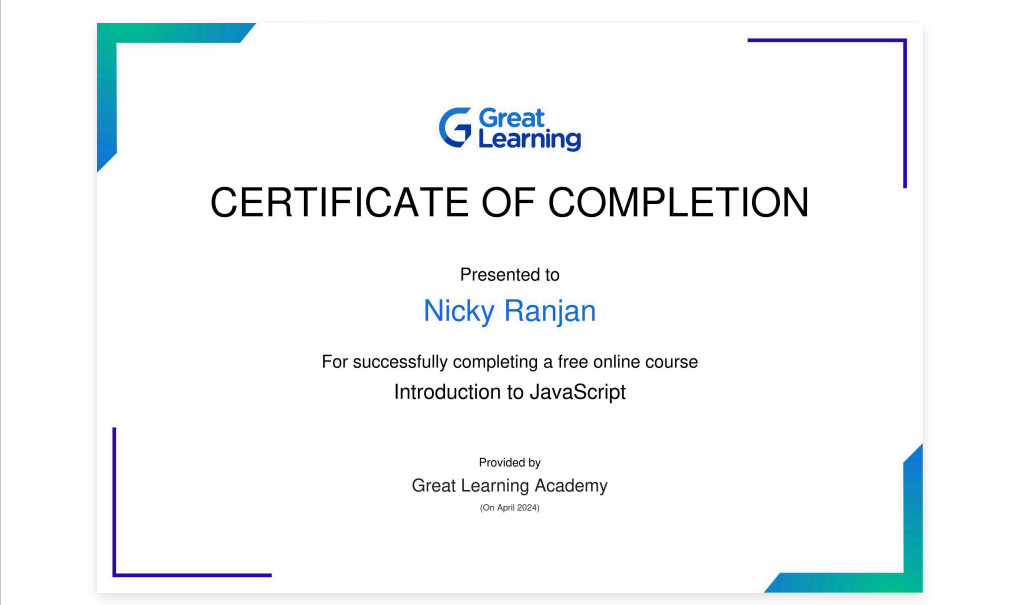 Great
Learning
CERTIFICATE OF COMPLETION
Presented to
Nicky Ranjan
For successfully completing a free online course
Introduction to JavaScript
Provided by
Great Learning Academy
(On April 2024)